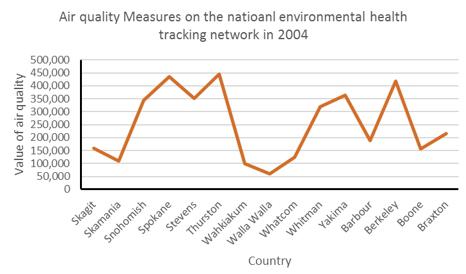 Air quality Measures on the natioanl environmental health
tracking network in 2004
Value of air quality
500,000
450,000
400,000
350,000
300,000
250,000
200,000
150,000
100,000
50,000
0
Skagit
Skamania
Snohomish
Spokane
Stevens
Thurston
Wahkiakum
Walla Walla
Whatcom
Whitman
Yakima
Barbour
Berkeley
Boone
Braxton
Country